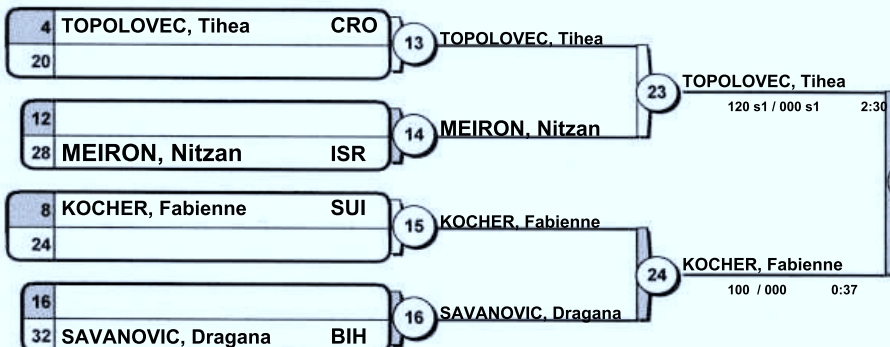 4 TOPOLOVEC, Tihea CRO
20
13 TOPOLOVEC, Tihea
12
28 MEIRON, Nitzan ISR
14 MEIRON, Nitzan
23 TOPOLOVEC, Tihea
120 s1 / 000 s1 2:30
8 KOCHER, Fabienne SUI
24
15 KOCHER, Fabienne
16
32 SAVANOVIC, Dragana BIH
16 SAVANOVIC, Dragana
24 KOCHER, Fabienne
100 / 000 0:37